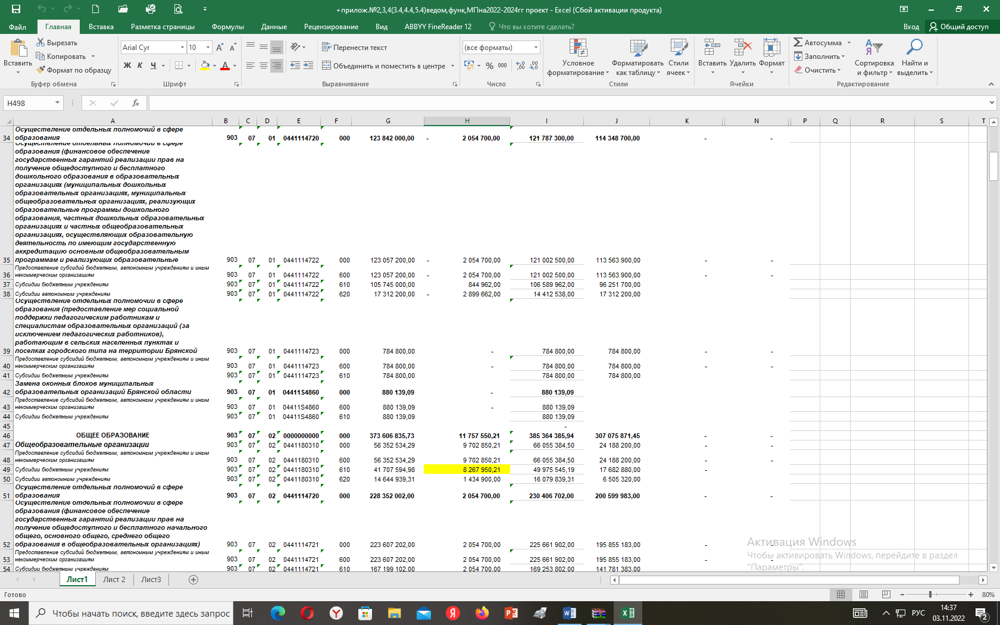 +прилож.№2,3,4(3.4,4.4,5.4)ведом,функ,МПна2022-2024гг проект - Excel (Сбой активации продукта)
Файл Главная Вставка Разметка страницы Формулы Данные Рецензирование Вид ABBYY FineReader 12 Что вы хотите сделать? Вход Общий доступ
Вставить Вырезать Копировать Формат по образцу
Буфер обмена
Arial Cyr 10
Ж К Ч А
Шрифт
Перенести текст
Объединить и поместить в центре
Выравнивание
(все форматы)
% 000
Число
Условное форматирование Форматировать как таблицу Стили ячеек
Стили
Вставить Удалить Формат
Ячейки
Автосумма Заполнить Очистить
Сортировка и фильтр Найти и выделить
Редактирование
H498 fx
A B C D E F G H I J K N P Q R S T
Осуществление отдельных полномочий в сфере
34 образования 903 07 01 0441114720 000 123 842 000,00 - 2 054 700,00 121 787 300,00 114 348 700,00 - -
Осуществление отдельных полномочий в сфере
образования (финансовое обеспечение
государственных гарантий реализации прав на
получение общедоступного и бесплатного
дошкольного образования в образовательных
организациях (муниципальных дошкольных
образовательных организациях, муниципальных
общеобразовательных организациях, реализующих
образовательные программы дошкольного
образования, частных дошкольных образовательных
организациях и частных общеобразовательных
организациях, осуществляющих образовательную
деятельность по имеющим государственную
аккредитацию основным общеобразовательным
35 программам и реализующих образовательные 903 07 01 0441114722 000 123 057 200,00 - 2 054 700,00 121 002 500,00 113 563 900,00 - -
Предоставление субсидий бюджетным, автономным учреждениям и иным
36 некоммерческим организациям 903 07 01 0441114722 600 123 057 200,00 - 2 054 700,00 121 002 500,00 113 563 900,00 - -
37 Субсидии бюджетным учреждениям 903 07 01 0441114722 610 105 745 000,00 844 962,00 106 589 962,00 96 251 700,00
38 Субсидии автономным учреждениям 903 07 01 0441114722 620 17 312 200,00 - 2 899 662,00 14 412 538,00 17 312 200,00
Осуществление отдельных полномочий в сфере
образования (предоставление мер социальной
поддержки педагогическим работникам и
специалистам образовательных организаций (за
исключением педагогических работников),
работающим в сельских населенных пунктах и
39 поселках городского типа на территории Брянской 903 07 01 0441114723 000 784 800,00 - 784 800,00 784 800,00 - -
Предоставление субсидий бюджетным, автономным учреждениям и иным
40 некоммерческим организациям 903 07 01 0441114723 600 784 800,00 - 784 800,00 784 800,00 - -
41 Субсидии бюджетным учреждениям 903 07 01 0441114723 610 784 800,00 784 800,00 784 800,00
Замена оконных блоков муниципальных
42 образовательных организаций Брянской области 903 07 01 04411S4860 000 880 139,09 - 880 139,09
Предоставление субсидий бюджетным, автономным учреждениям и иным
43 некоммерческим организациям 903 07 01 04411S4860 600 880 139,09 - 880 139,09
44 Субсидии бюджетным учреждениям 903 07 01 04411S4860 610 880 139,09 880 139,09
45 -
46 ОБЩЕЕ ОБРАЗОВАНИЕ 903 07 02 0000000000 000 373 606 835,73 11 757 550,21 385 364 385,94 307 075 871,45 - -
47 Общеобразовательные организации 903 07 02 0441180310 000 56 352 534,29 9 702 850,21 66 055 384,50 24 188 200,00 - -
Предоставление субсидий бюджетным, автономным учреждениям и иным
48 некоммерческим организациям 903 07 02 0441180310 600 56 352 534,29 9 702 850,21 66 055 384,50 24 188 200,00 - -
49 Субсидии бюджетным учреждениям 903 07 02 0441180310 610 41 707 594,98 8 267 950,21 49 975 545,19 17 682 880,00 -
50 Субсидии автономным учреждениям 903 07 02 0441180310 620 14 644 939,31 1 434 900,00 16 079 839,31 6 505 320,00
Осуществление отдельных полномочий в сфере
51 образования 903 07 02 0441114720 000 228 352 002,00 2 054 700,00 230 406 702,00 200 599 983,00 - -
Осуществление отдельных полномочий в сфере
образования (финансовое обеспечение
государственных гарантий реализации прав на
получение общедоступного и бесплатного начального
общего, основного общего, среднего общего
52 образования в общеобразовательных организациях) 903 07 02 0441114721 000 223 607 202,00 2 054 700,00 225 661 902,00 195 855 183,00 - -
Предоставление субсидий бюджетным, автономным учреждениям и иным
53 некоммерческим организациям 903 07 02 0441114721 600 223 607 202,00 2 054 700,00 225 661 902,00 195 855 183,00 - -
54 Субсидии бюджетным учреждениям 903 07 02 0441114721 610 167 199 102,00 2 054 700,00 169 253 802,00 141 781 383,00
Активация Windows
Чтобы активировать Windows, перейдите в раздел
"Параметры".
Лист1 Лист 2 Лист3
Готово 80%
Чтобы начать поиск, введите здесь запрос
РУС 14:37
03.11.2022 2